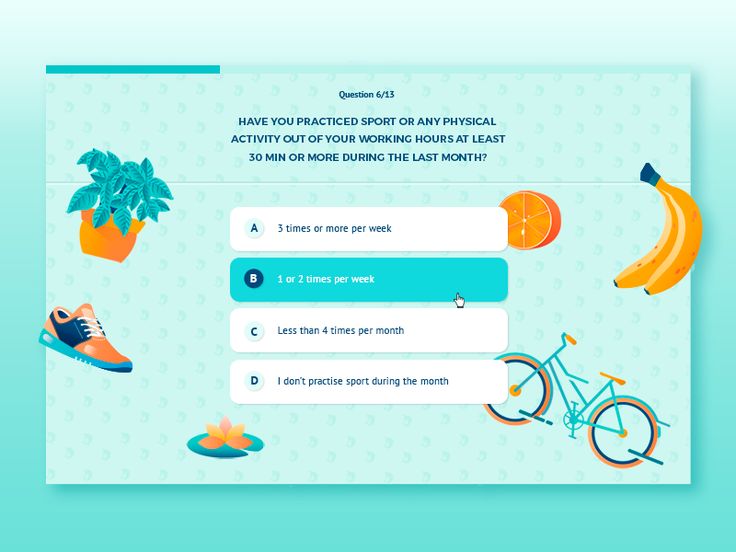 Question 6/13
HAVE YOU PRACTICED SPORT OR ANY PHYSICAL
ACTIVITY OUT OF YOUR WORKING HOURS AT LEAST
30 MIN OR MORE DURING THE LAST MONTH?
A 3 times or more per week
B 1 or 2 times per week
C Less than 4 times per month
D I don't practise sport during the month